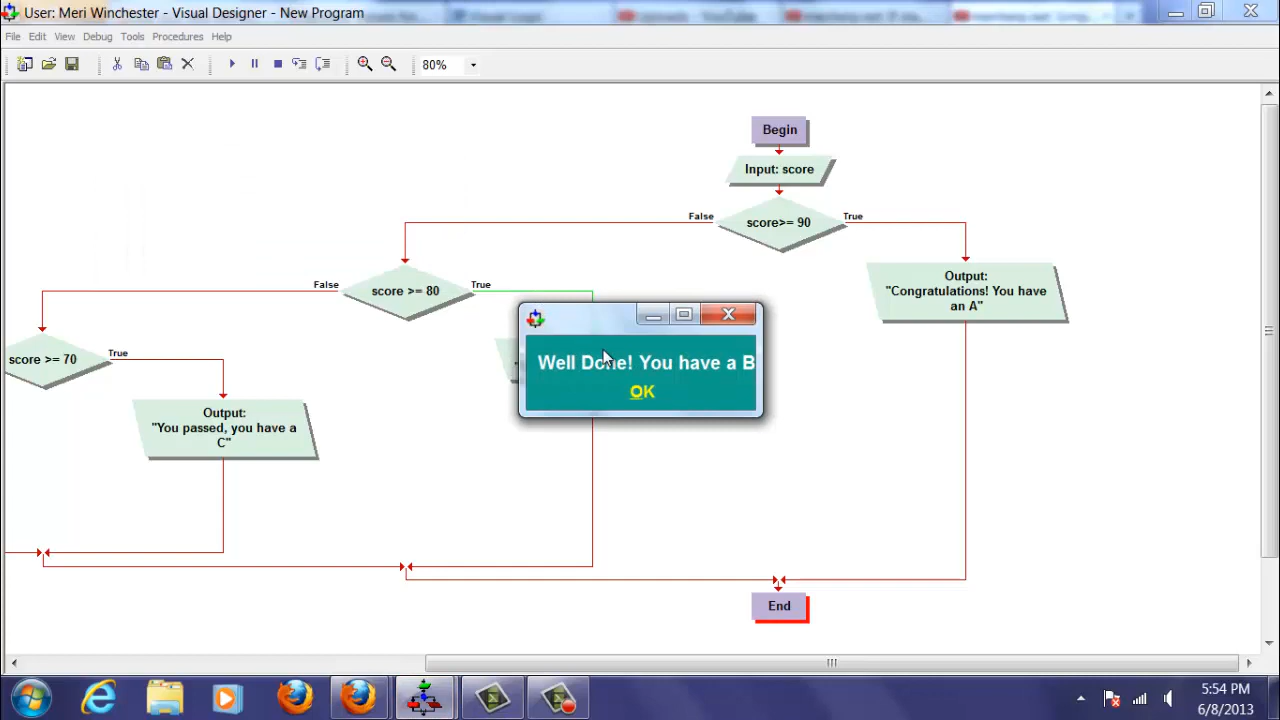 User: Meri Winchester - Visual Designer - New Program
File Edit View Debug Tools Procedures Help
80%
Begin
Input: score
False score>= 90 True
Output:
"Congratulations! You have
an A"
False score >= 80 True
Well Done! You have a B
OK
score >= 70 True
Output:
"You passed, you have a
C"
End
5:54 PM
6/8/2013